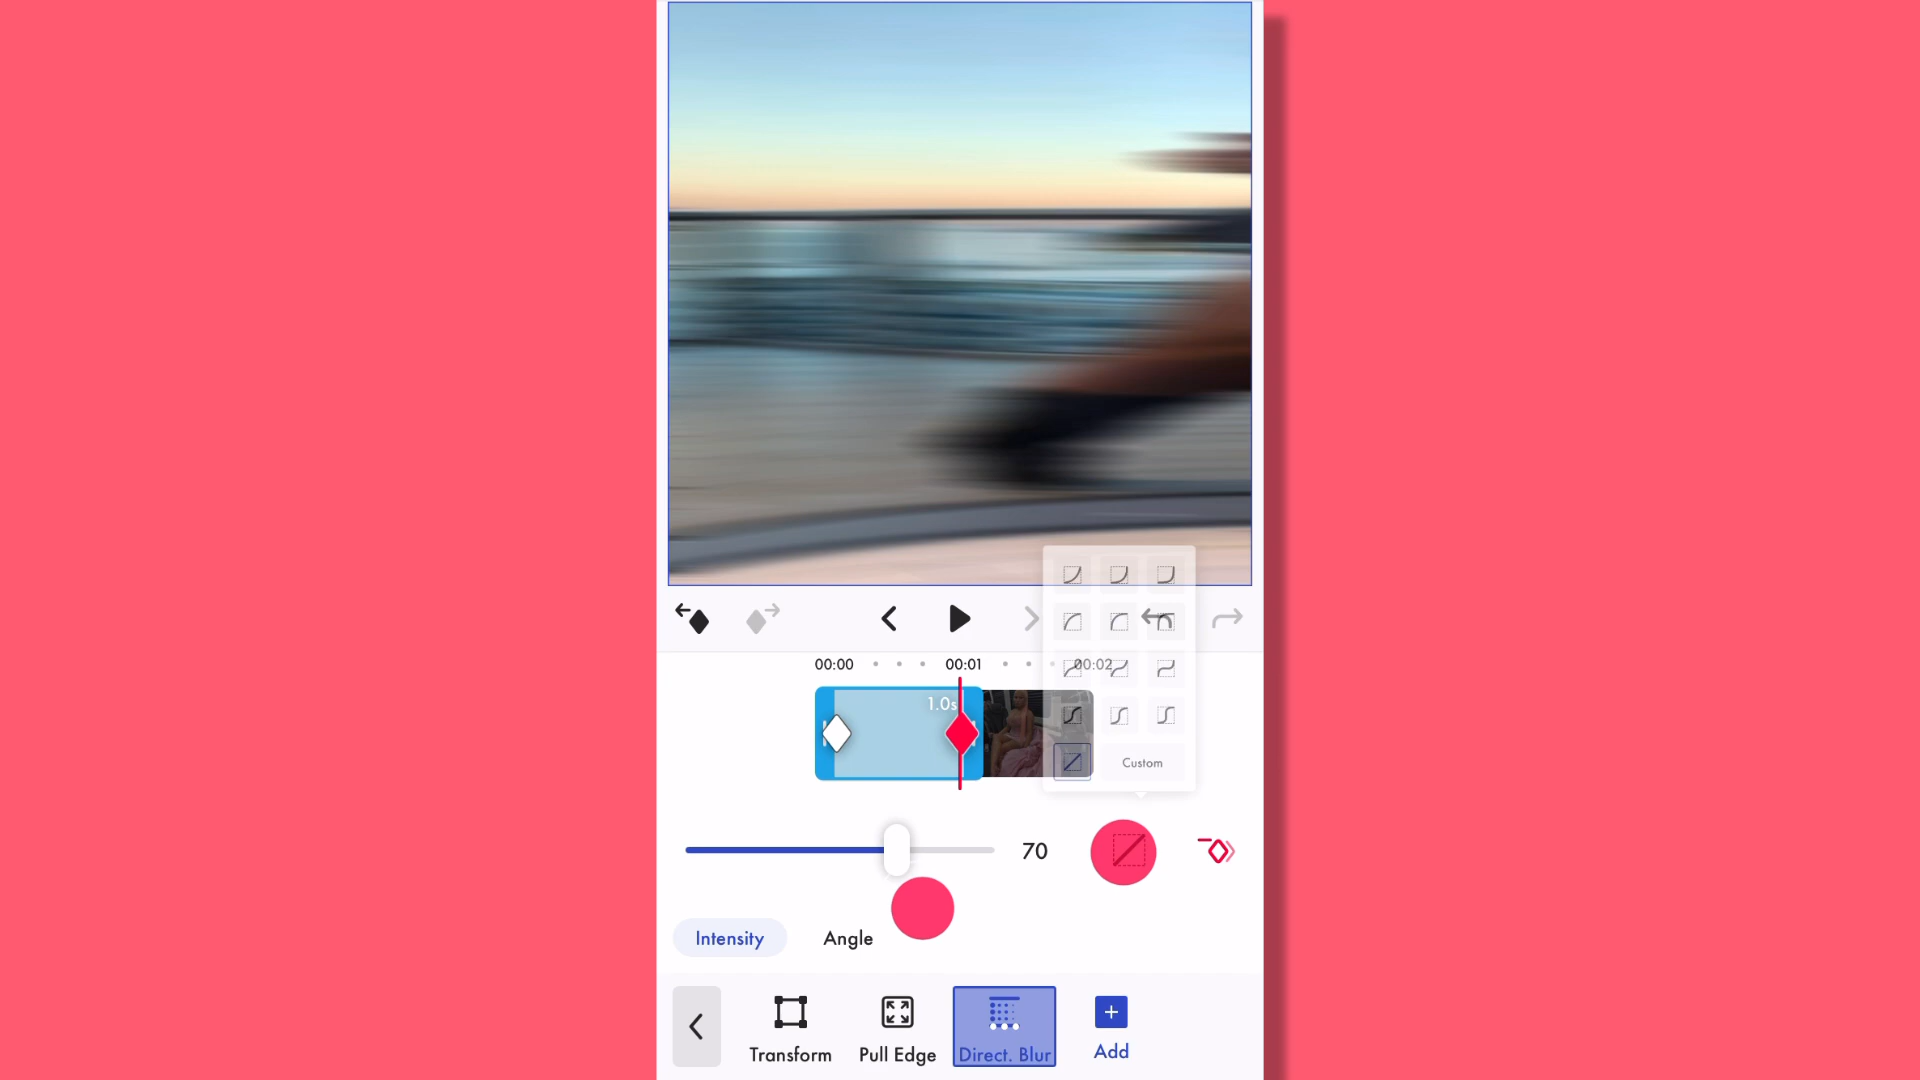 00:00
00:01
00:02
1.0s
Custom
70
Intensity
Angle
Transform
Pull Edge
Direct. Blur
Add